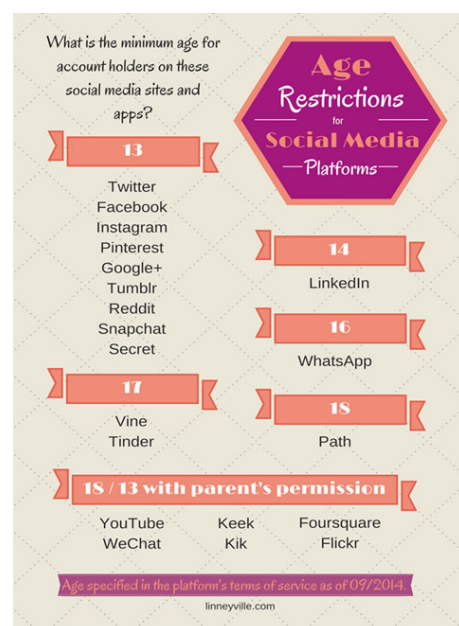 What is the minimum age for
account holders on these
social media sites and
apps?
Age
Restrictions
for
Social Media
Platforms
13
Twitter
Facebook
Instagram
Pinterest
Google+
Tumblr
Reddit
Snapchat
Secret
14
LinkedIn
16
WhatsApp
17
Vine
Tinder
18
Path
18 / 13 with parent's permission
YouTube Keek Foursquare
WeChat Kik Flickr
Age specified in the platform's terms of service as of 09/2014.
linneyville.com